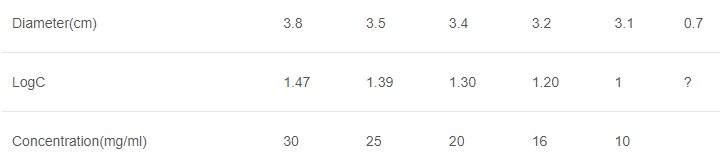 Diameter(cm) 3.8 3.5 3.4 3.2 3.1 0.7
LogC 1.47 1.39 1.30 1.20 1 ?
Concentration(mg/ml) 30 25 20 16 10